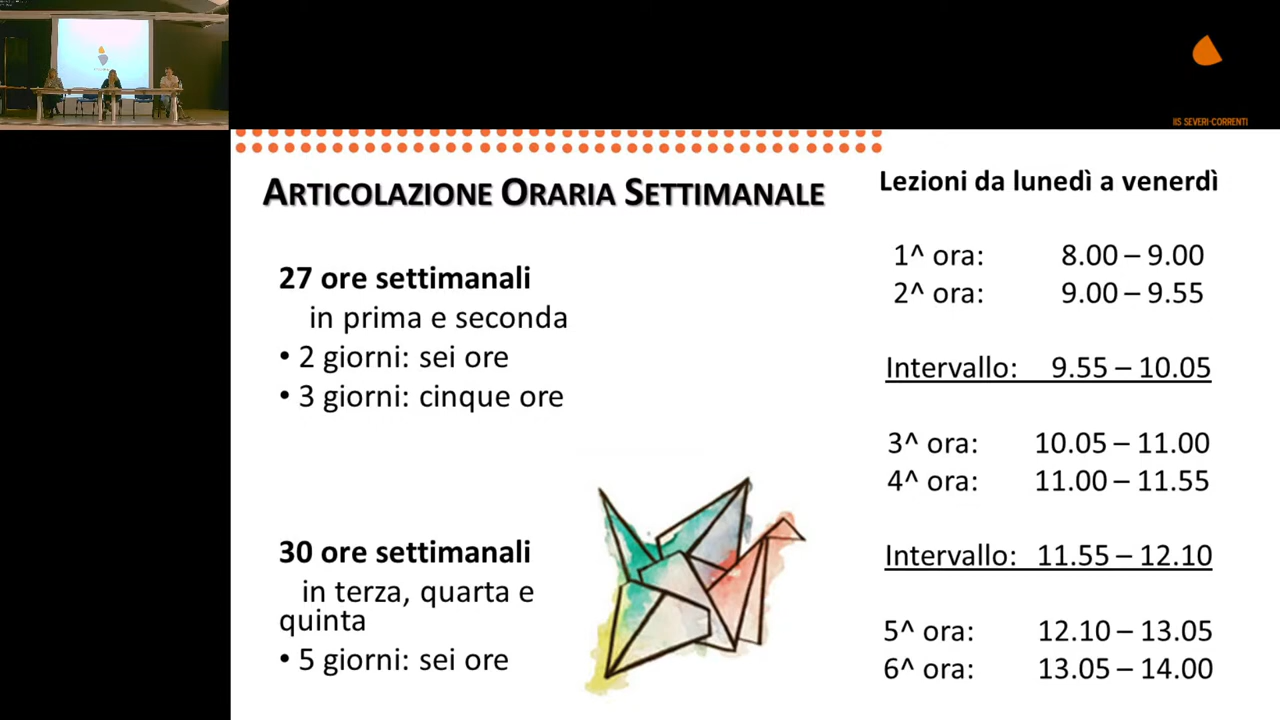 IIS SEVERI-CORRENTI
ARTICOLAZIONE ORARIA SETTIMANALE
27 ore settimanali
in prima e seconda
• 2 giorni: sei ore
• 3 giorni: cinque ore
30 ore settimanali
in terza, quarta e
quinta
• 5 giorni: sei ore
Lezioni da lunedì a venerdì
1^ ora: 8.00 – 9.00
2^ ora: 9.00 – 9.55
Intervallo: 9.55 – 10.05
3^ ora: 10.05 – 11.00
4^ ora: 11.00 – 11.55
Intervallo: 11.55 – 12.10
5^ ora: 12.10 – 13.05
6^ ora: 13.05 – 14.00